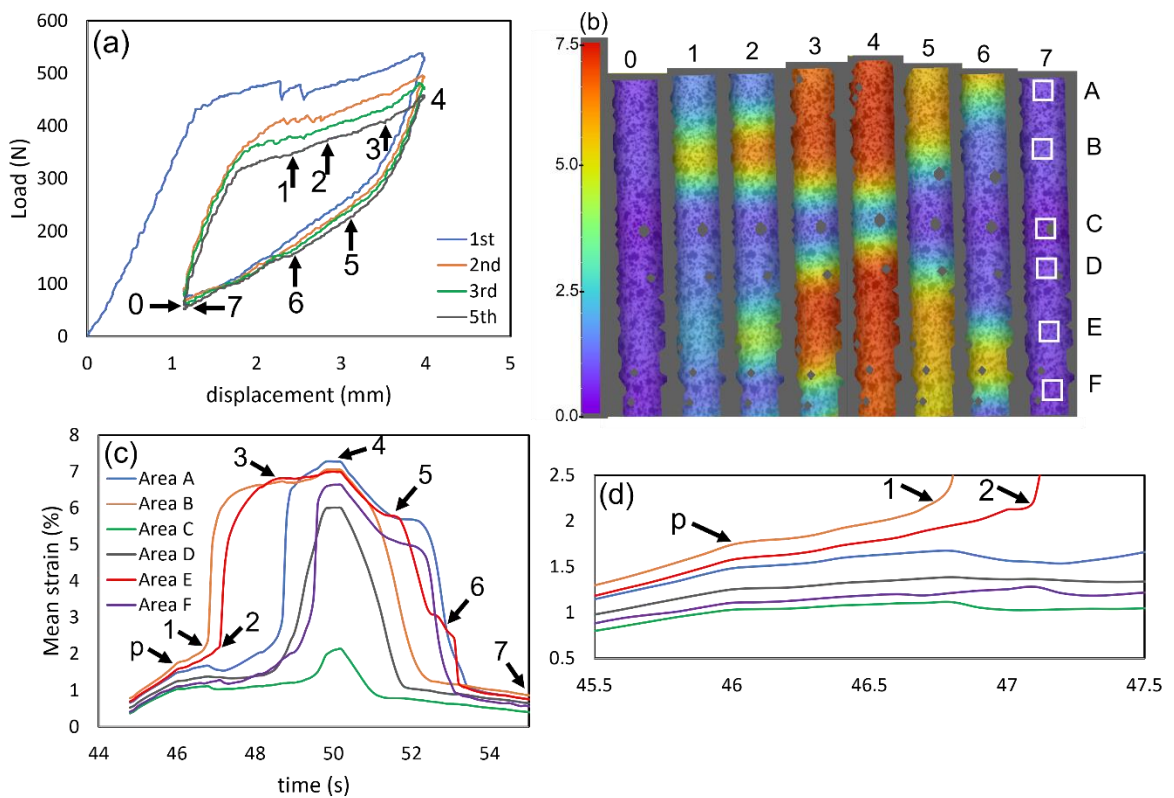 (a)
600
500
400
300
200
100
0
Load (N)
0 1 2 3 4 5
displacement (mm)
0
1
2
3
4
5
6
7
1st
2nd
3rd
5th
(b)
7.5
5.0
2.5
0.0
0 1 2 3 4 5 6 7
A
B
C
D
E
F
(c)
8
7
6
5
4
3
2
1
0
Mean strain (%)
44 46 48 50 52 54
time (s)
Area A
Area B
Area C
Area D
Area E
Area F
p
1
2
3
4
5
6
7
(d)
2.5
2
1.5
1
0.5
45.5 46 46.5 47 47.5
p
1
2